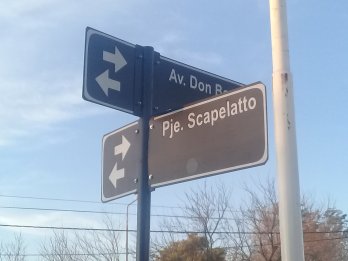 Av. Don
Pje. Scapelatto